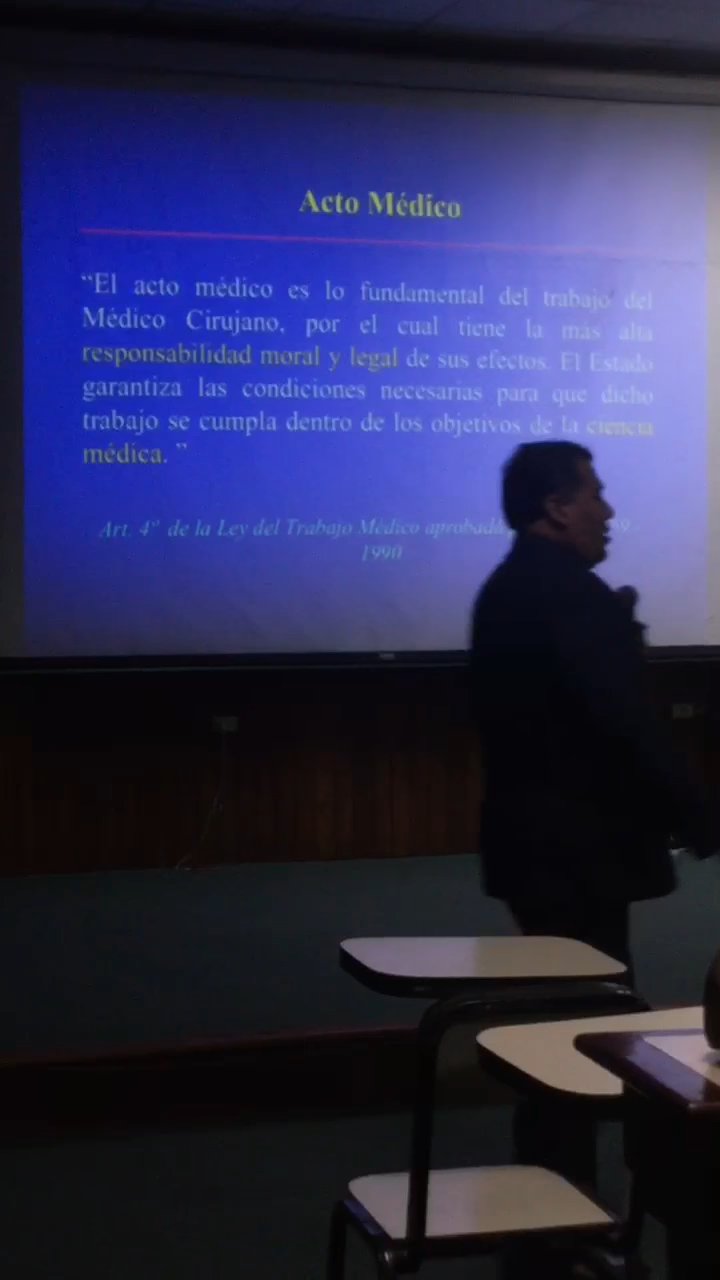 Acto Médico
“El acto médico es lo fundamental del trabajo del
Médico Cirujano, por el cual tiene la más alta
responsabilidad moral y legal de sus efectos. El Estado
garantiza las condiciones necesarias para que dicho
trabajo se cumpla dentro de los objetivos de la ciencia
médica. ”
Art. 4º de la Ley del Trabajo Médico
1990